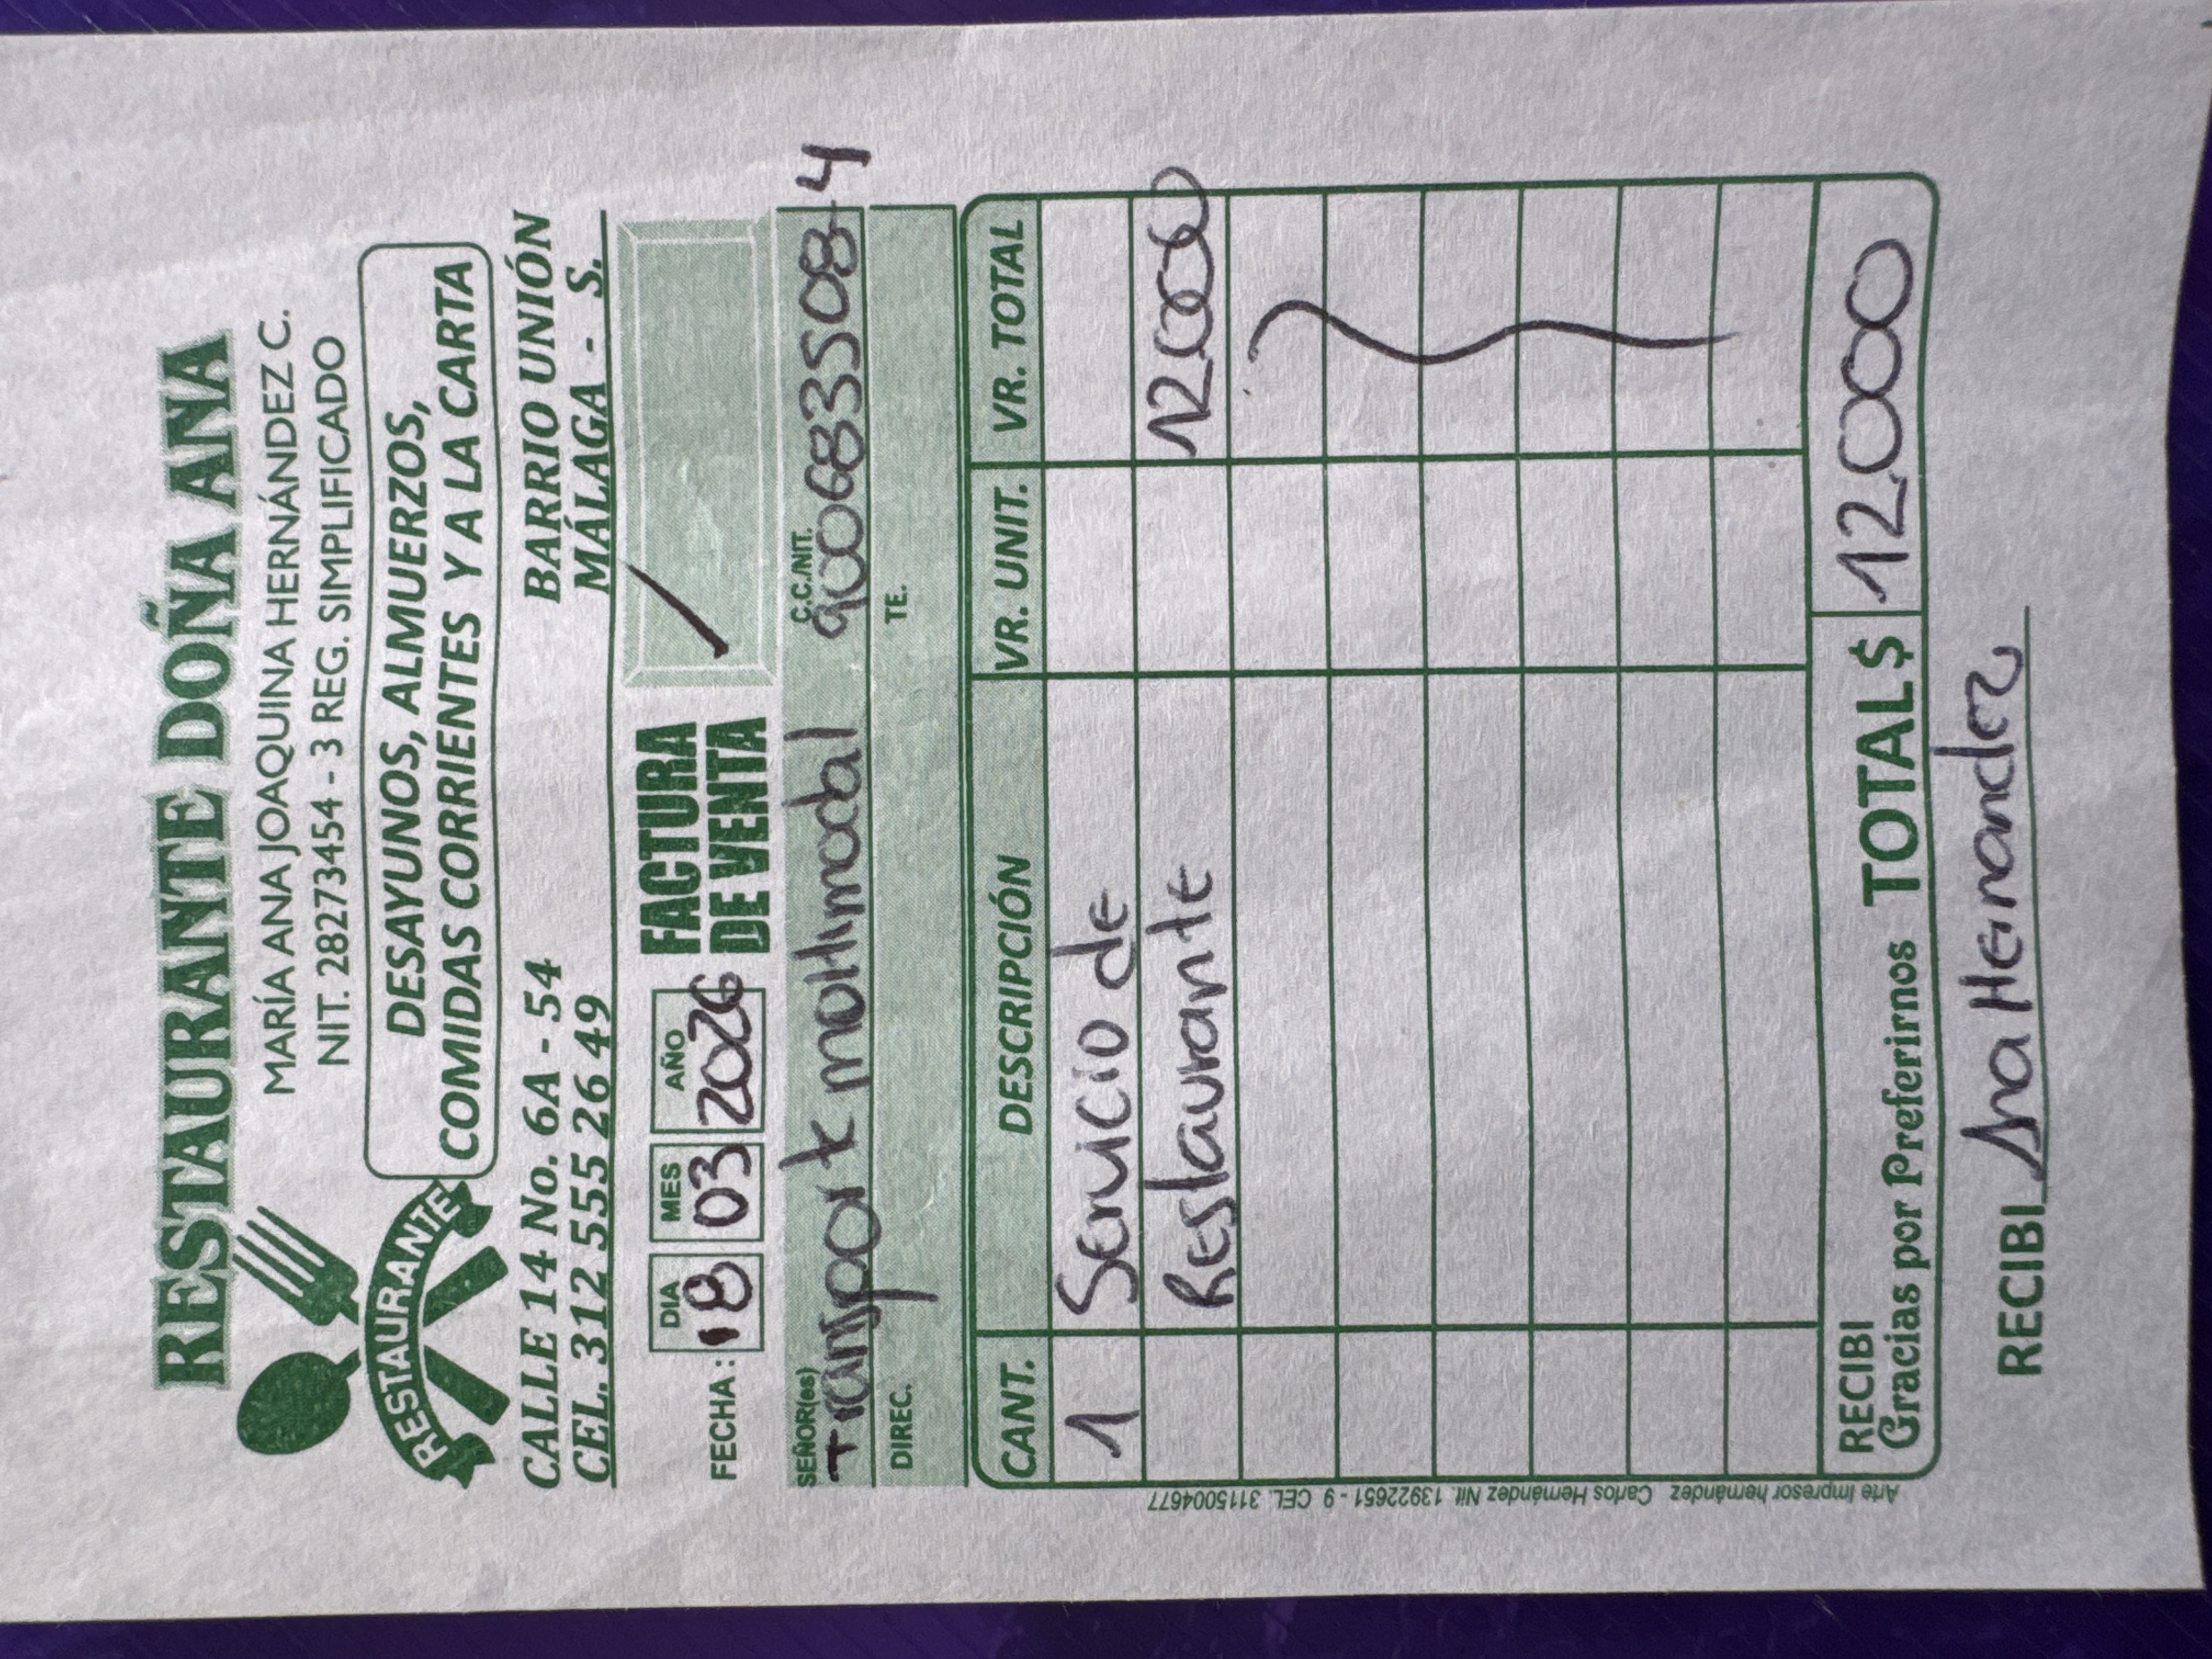 RESTAURANTE DOÑA ANA
MARÍA ANA JOAQUINA HERNÁNDEZ C.
NIT. 28273454 - 3 REG. SIMPLIFICADO
RESTAURANTE
DESAYUNOS, ALMUERZOS,
COMIDAS CORRIENTES Y A LA CARTA
CALLE 14 No. 6A - 54 BARRIO UNIÓN
CEL. 312 555 26 49 MÁLAGA - S.
FECHA: DIA 18 MES 03 AÑO 2026
FACTURA
DE VENTA
SEÑOR(es) Transport multimodal C.C./NIT. 900683508-4
DIREC. TE.
CANT. DESCRIPCIÓN VR. UNIT. VR. TOTAL
1 Servicio de
Restaurante 12000
RECIBI
Gracias por Preferirnos TOTAL $ 12000
RECIBI Ana Hernandez
Arte Impresor hernández Carlos Hernández Nit. 13922651 - 9 CEL. 3115004677